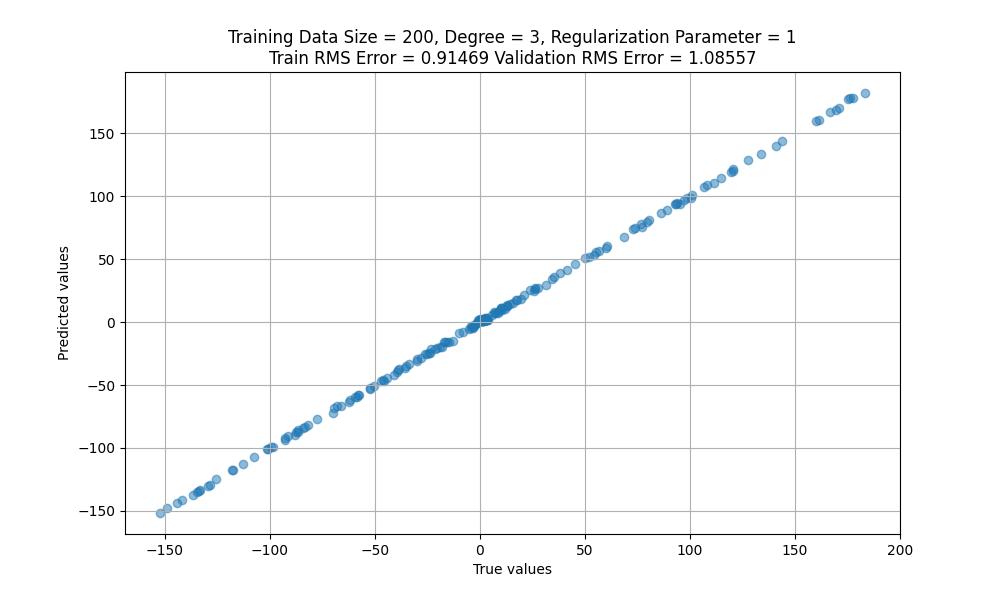 Training Data Size = 200, Degree = 3, Regularization Parameter = 1
Train RMS Error = 0.91469 Validation RMS Error = 1.08557
Predicted values
150
100
50
0
−50
−100
−150
−150 −100 −50 0 50 100 150 200
True values